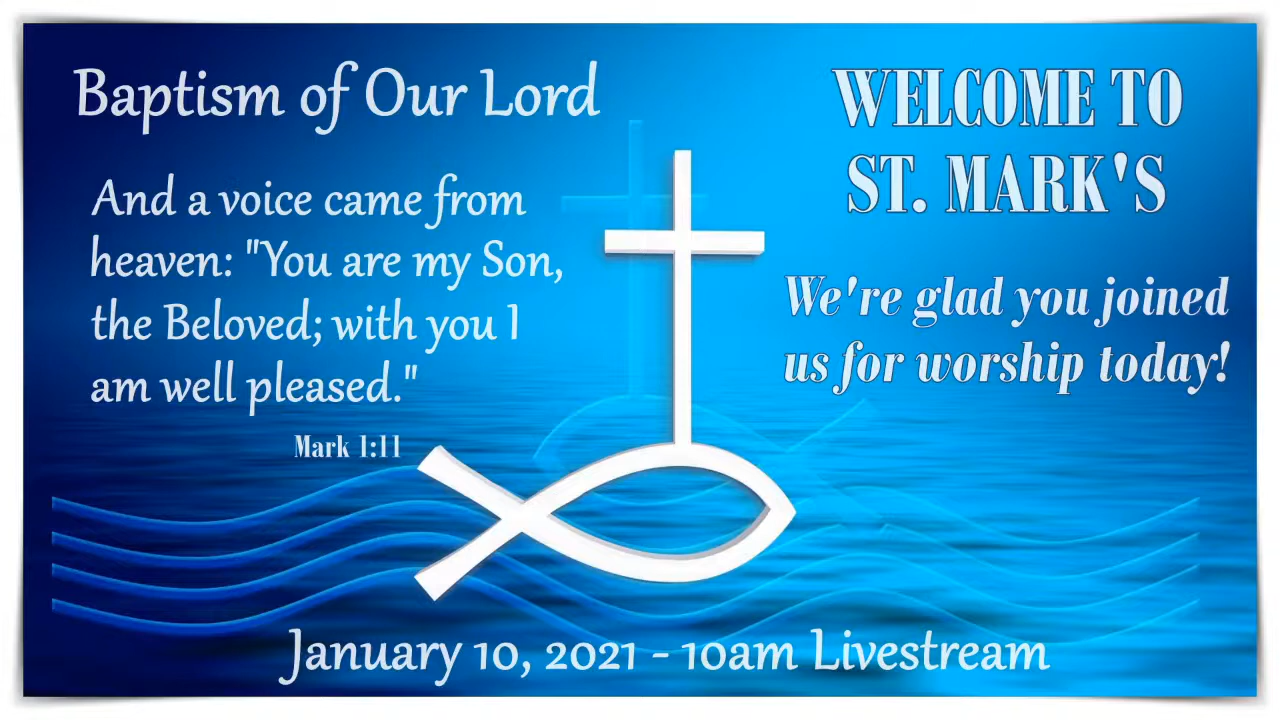 Baptism of Our Lord
And a voice came from
heaven: "You are my Son,
the Beloved; with you I
am well pleased."
Mark 1:11
WELCOME TO
ST. MARK'S
We're glad you joined
us for worship today!
January 10, 2021 - 10am Livestream